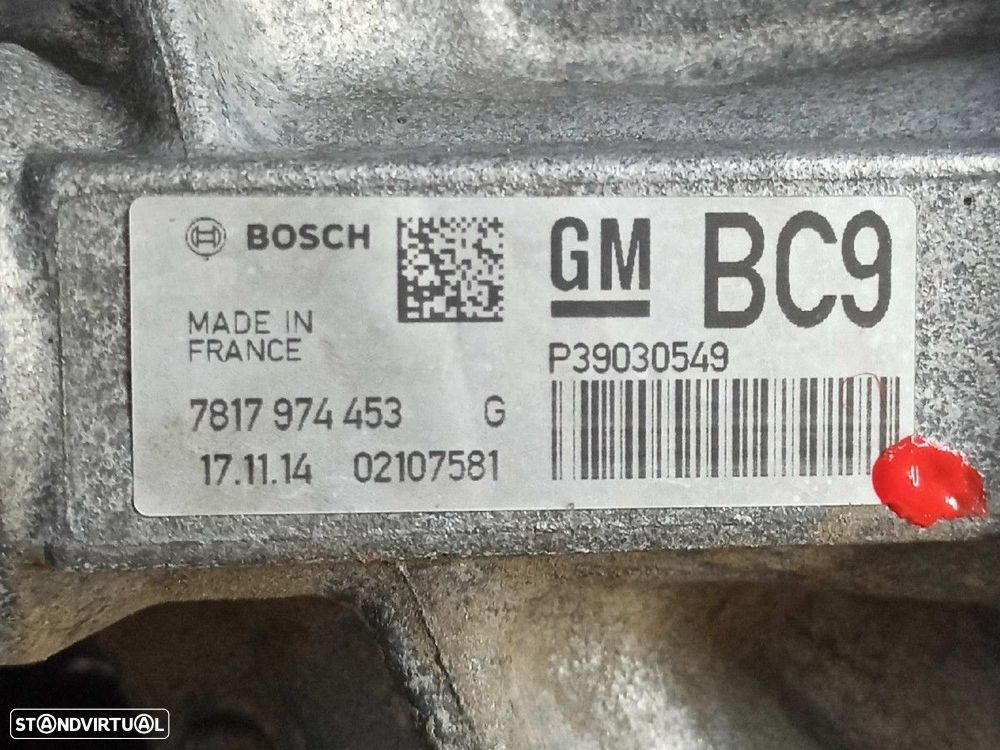 BOSCH
GM
BC9
MADE IN
FRANCE
P39030549
7817 974 453 G
17.11.14 02107581
STANDVIRTUAL